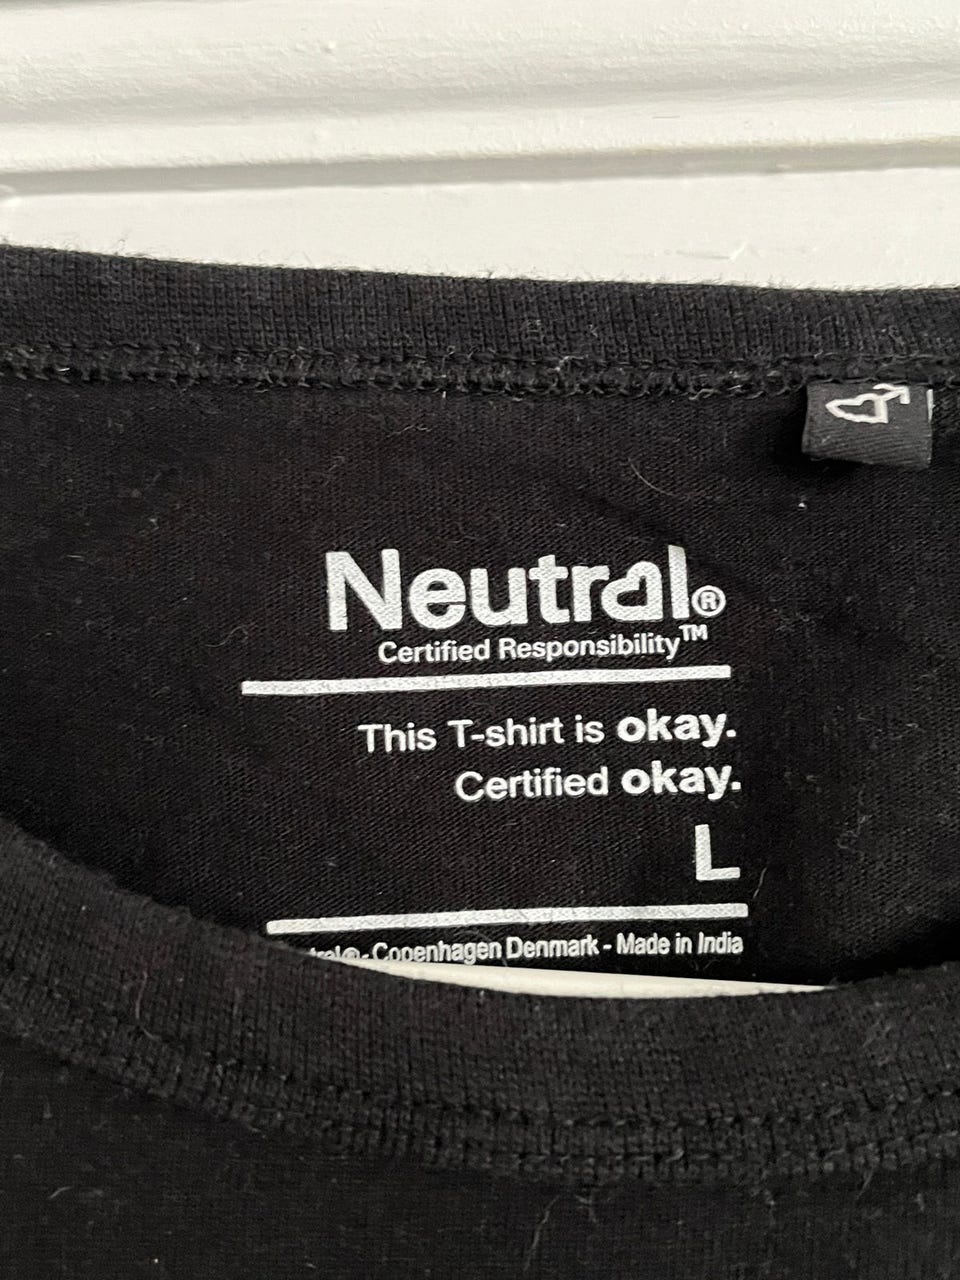 Neutral®
Certified Responsibility™
This T-shirt is okay.
Certified okay.
L
- Copenhagen Denmark - Made in India